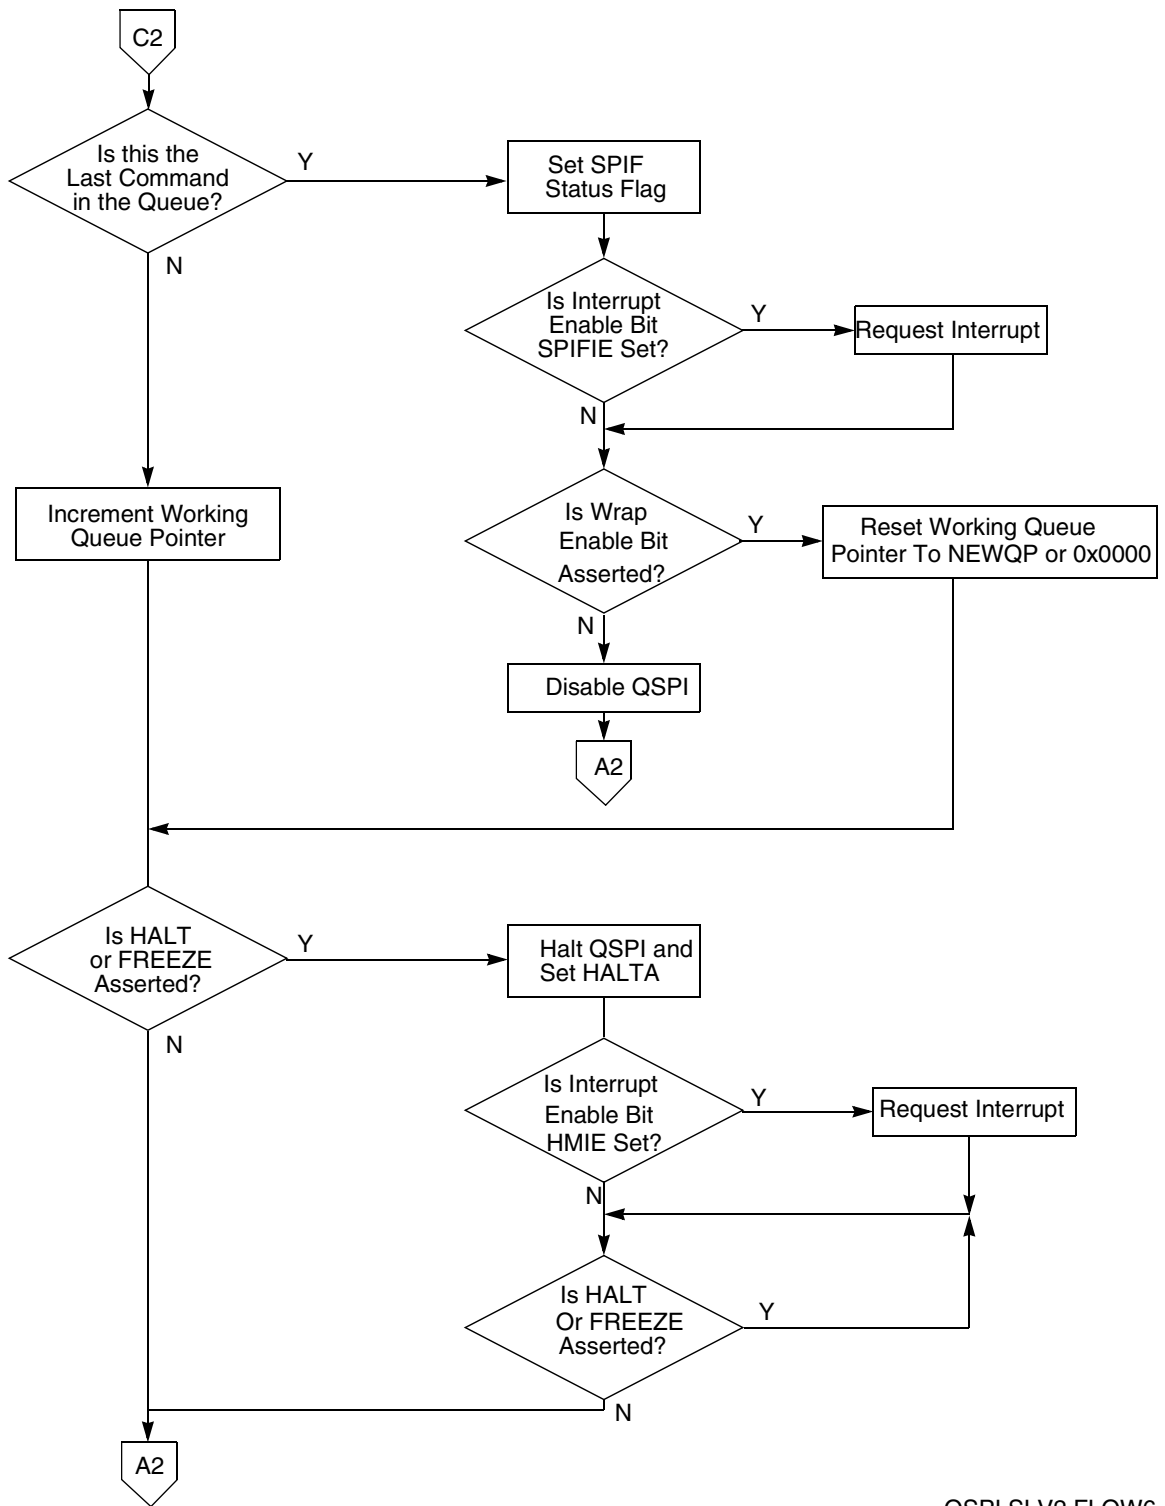 C2
Is this the
Last Command
in the Queue?
Y
N
Set SPIF
Status Flag
Is Interrupt
Enable Bit
SPIFIE Set?
Y
Request Interrupt
N
Increment Working
Queue Pointer
Is Wrap
Enable Bit
Asserted?
Y
Reset Working Queue
Pointer To NEWQP or 0x0000
N
Disable QSPI
A2
Is HALT
or FREEZE
Asserted?
Y
N
Halt QSPI and
Set HALTA
Is Interrupt
Enable Bit
HMIE Set?
Y
Request Interrupt
N
Is HALT
Or FREEZE
Asserted?
Y
N
A2